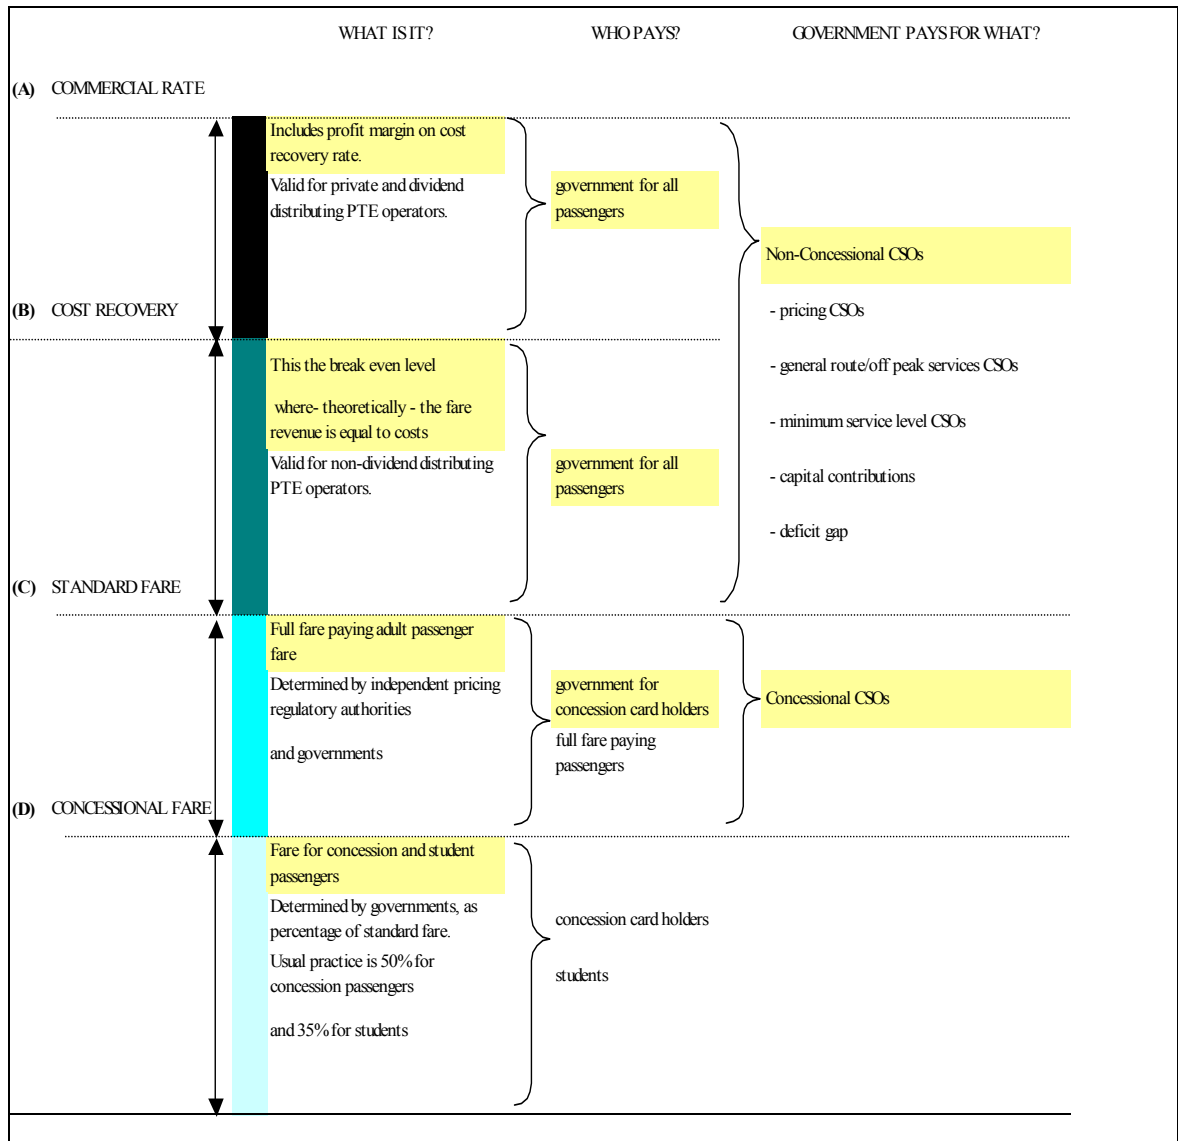 WHAT IS IT?
WHO PAYS?
GOVERNMENT PAYS FOR WHAT?
(A) COMMERCIAL RATE
Includes profit margin on cost
recovery rate.
Valid for private and dividend
distributing PTE operators.
government for all
passengers
Non-Concessional CSOs
- pricing CSOs
- general route/off peak services CSOs
- minimum service level CSOs
- capital contributions
- deficit gap
(B) COST RECOVERY
This the break even level
where- theoretically - the fare
revenue is equal to costs
Valid for non-dividend distributing
PTE operators.
government for all
passengers
(C) STANDARD FARE
Full fare paying adult passenger
fare
Determined by independent pricing
regulatory authorities
and governments
government for
concession card holders
full fare paying
passengers
Concessional CSOs
(D) CONCESSIONAL FARE
Fare for concession and student
passengers
Determined by governments, as
percentage of standard fare.
Usual practice is 50% for
concession passengers
and 35% for students
concession card holders
students